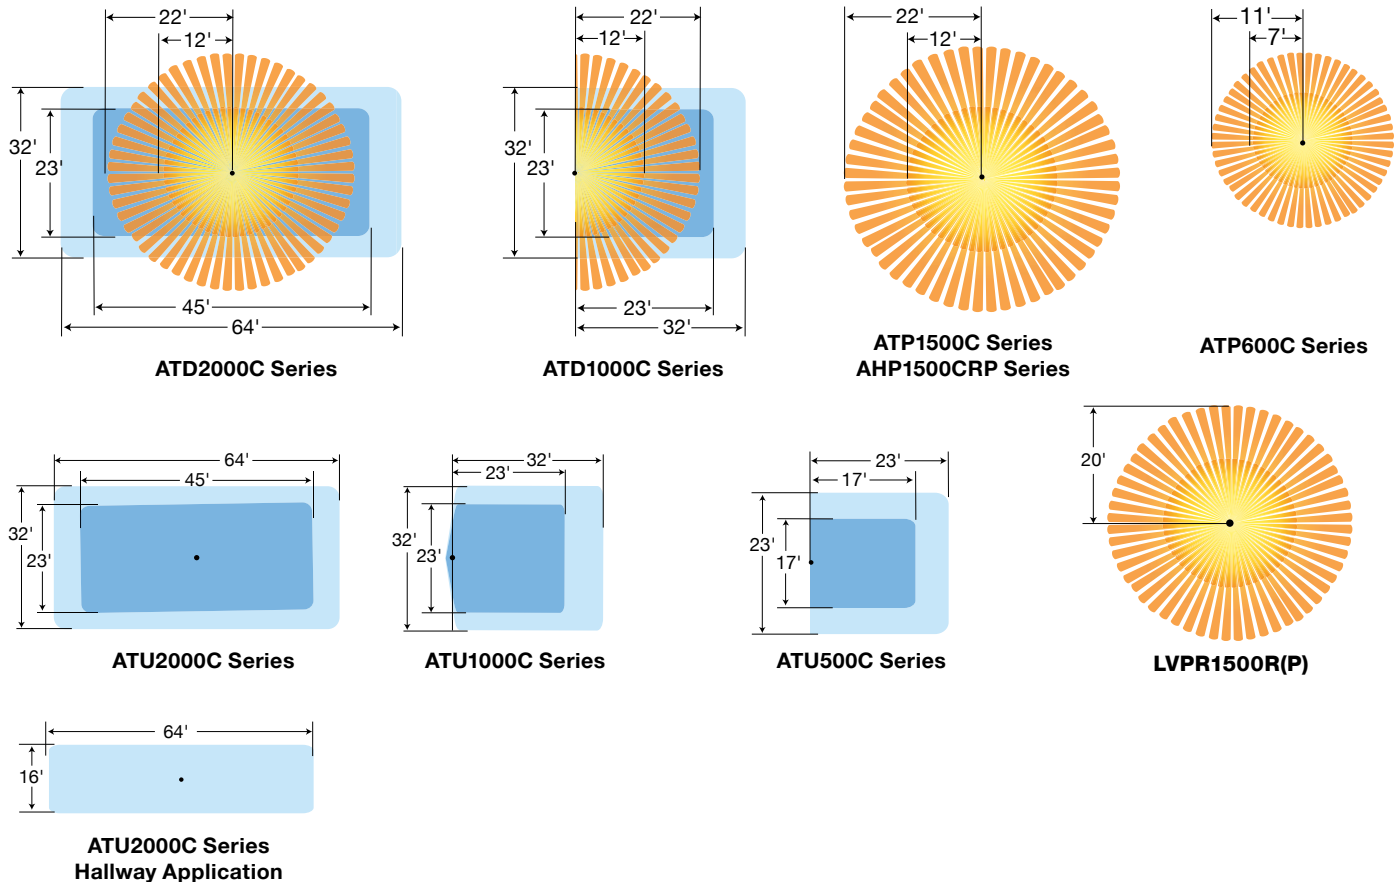 22'
12'
32'
23'
45'
64'
ATD2000C Series
22'
12'
32'
23'
23'
32'
ATD1000C Series
22'
12'
ATP1500C Series
AHP1500CRP Series
11'
7'
ATP600C Series
64'
45'
32'
23'
ATU2000C Series
32'
23'
32'
23'
ATU1000C Series
23'
17'
23'
17'
ATU500C Series
20'
LVPR1500R(P)
64'
16'
ATU2000C Series
Hallway Application